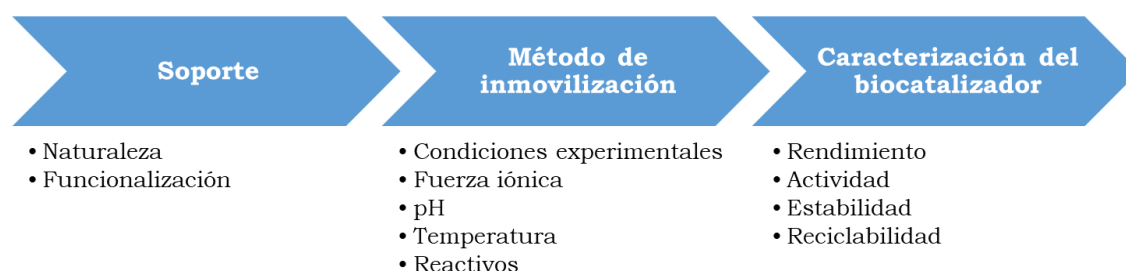 Soporte
• Naturaleza
• Funcionalización
Método de
inmovilización
• Condiciones experimentales
• Fuerza iónica
• pH
• Temperatura
• Reactivos
Caracterización del
biocatalizador
• Rendimiento
• Actividad
• Estabilidad
• Reciclabilidad